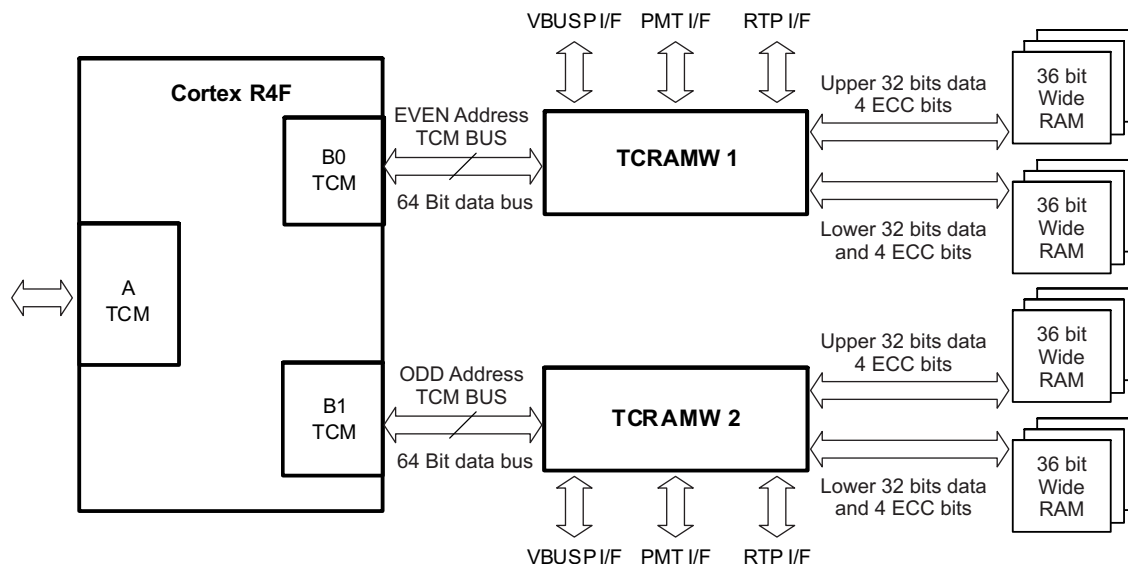 VBUSP I/F
PMT I/F
RTP I/F
Cortex R4F
EVEN Address
TCM BUS
64 Bit data bus
B0
TCM
TCRAMW 1
Upper 32 bits data
4 ECC bits
36 bit
Wide
RAM
Lower 32 bits data
and 4 ECC bits
36 bit
Wide
RAM
A
TCM
B1
TCM
ODD Address
TCM BUS
64 Bit data bus
TCRAMW 2
Upper 32 bits data
4 ECC bits
36 bit
Wide
RAM
Lower 32 bits data
and 4 ECC bits
36 bit
Wide
RAM
VBUSP I/F
PMT I/F
RTP I/F